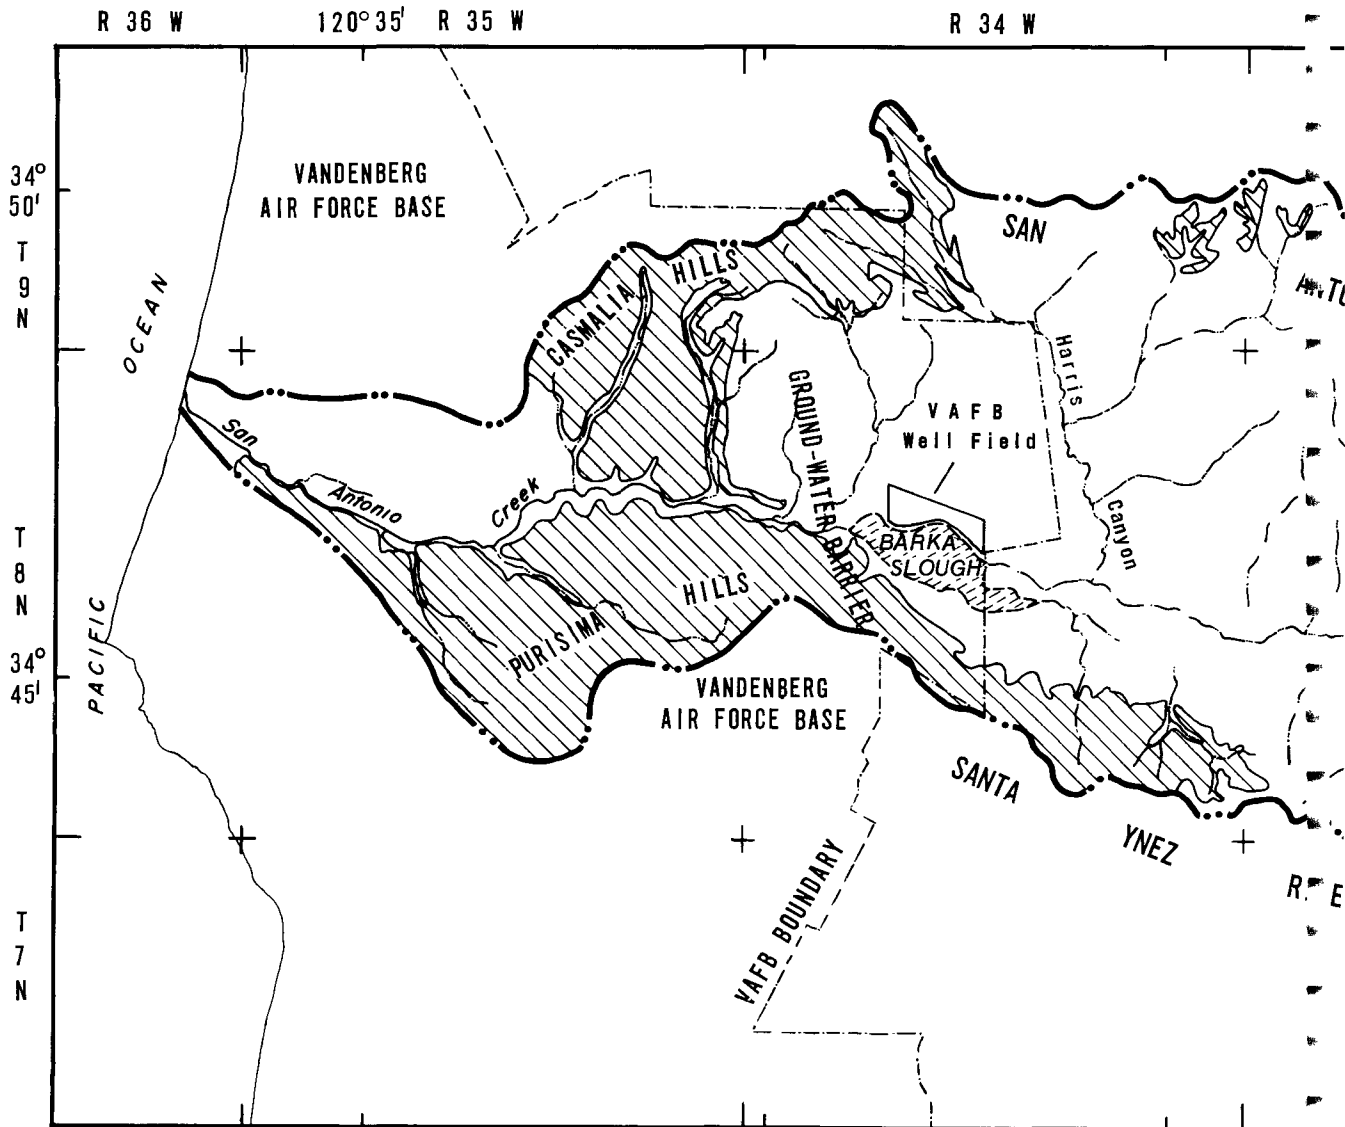 R 36 W
120°35'
R 35 W
R 34 W
34°
50'
T
9
N
T
8
N
34°
45'
T
7
N
VANDENBERG
AIR FORCE BASE
SAN
HILLS
CASMALIA
OCEAN
Harris
Canyon
GROUND-WATER BARRIER
VAFB
Well Field
San
Antonio
Creek
BARKA
SLOUGH
HILLS
PURISIMA
PACIFIC
VANDENBERG
AIR FORCE BASE
SANTA
YNEZ
VAFB BOUNDARY